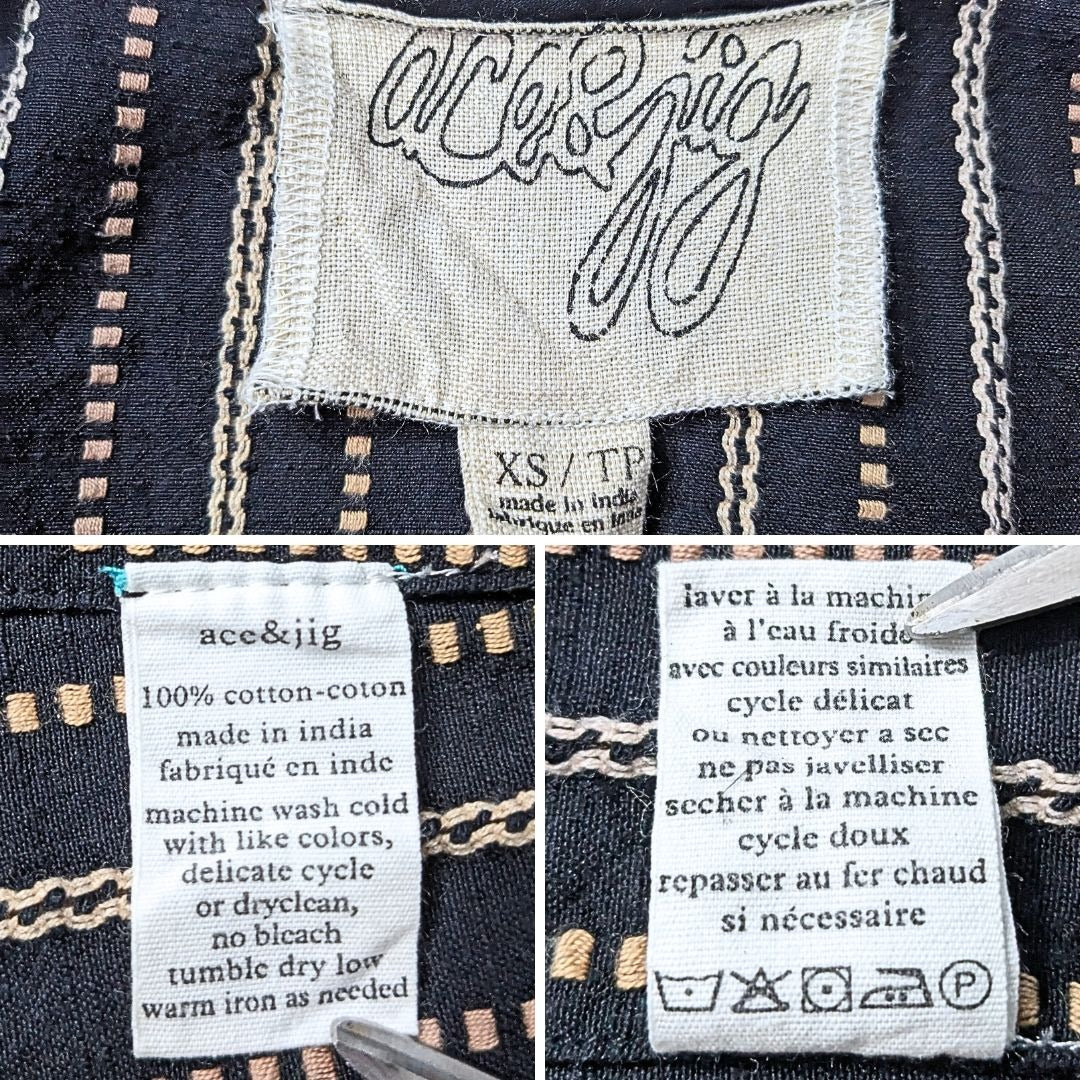 ace&jig
XS / TP
made in india
fabriqué en inde
ace&jig
100% cotton-coton
made in india
fabriqué en inde
machine wash cold
with like colors,
delicate cycle
or dryclean,
no bleach
tumble dry low
warm iron as needed
laver à la machin
à l'eau froide
avec couleurs similaires
cycle délicat
ou nettoyer a sec
ne pas javelliser
secher à la machine
cycle doux
repasser au fer chaud
si nécessaire
P